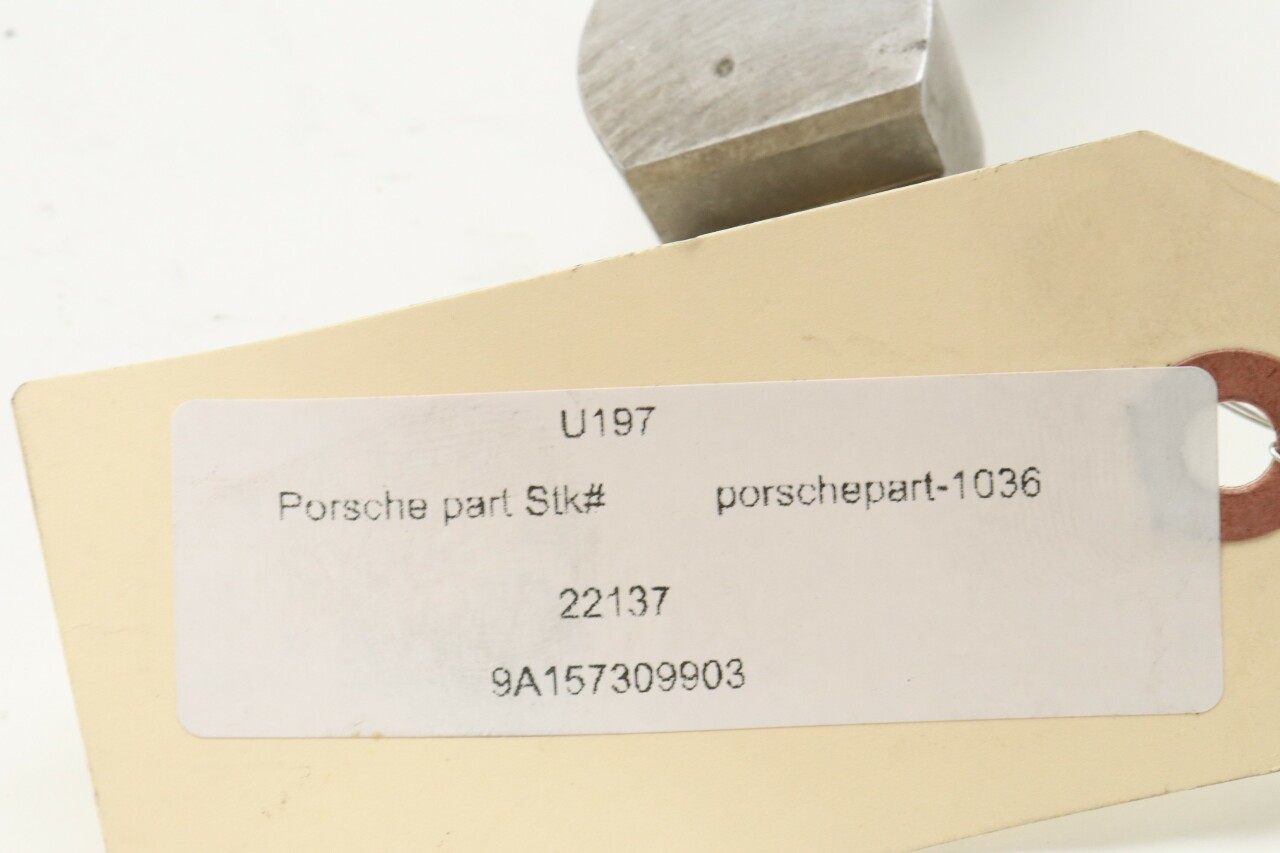 U197
Porsche part Stk# porschepart-1036
22137
9A157309903